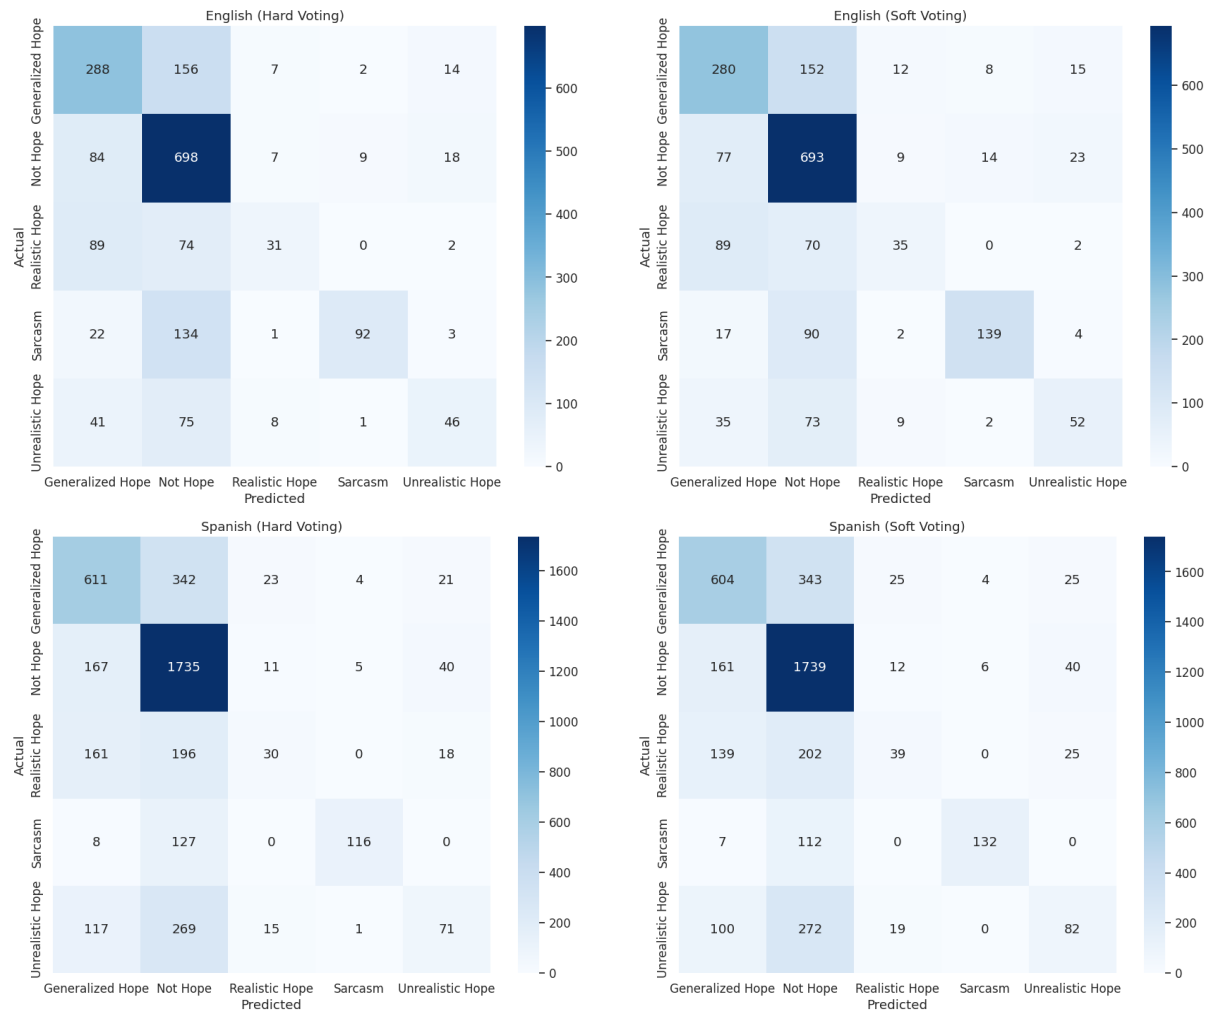 English (Hard Voting)
Actual
Generalized Hope 288 156 7 2 14
Not Hope 84 698 7 9 18
Realistic Hope 89 74 31 0 2
Sarcasm 22 134 1 92 3
Unrealistic Hope 41 75 8 1 46
Generalized Hope Not Hope Realistic Hope Sarcasm Unrealistic Hope
Predicted
600
500
400
300
200
100
0
English (Soft Voting)
Actual
Generalized Hope 280 152 12 8 15
Not Hope 77 693 9 14 23
Realistic Hope 89 70 35 0 2
Sarcasm 17 90 2 139 4
Unrealistic Hope 35 73 9 2 52
Generalized Hope Not Hope Realistic Hope Sarcasm Unrealistic Hope
Predicted
600
500
400
300
200
100
0
Spanish (Hard Voting)
Actual
Generalized Hope 611 342 23 4 21
Not Hope 167 1735 11 5 40
Realistic Hope 161 196 30 0 18
Sarcasm 8 127 0 116 0
Unrealistic Hope 117 269 15 1 71
Generalized Hope Not Hope Realistic Hope Sarcasm Unrealistic Hope
Predicted
1600
1400
1200
1000
800
600
400
200
0
Spanish (Soft Voting)
Actual
Generalized Hope 604 343 25 4 25
Not Hope 161 1739 12 6 40
Realistic Hope 139 202 39 0 25
Sarcasm 7 112 0 132 0
Unrealistic Hope 100 272 19 0 82
Generalized Hope Not Hope Realistic Hope Sarcasm Unrealistic Hope
Predicted
1600
1400
1200
1000
800
600
400
200
0